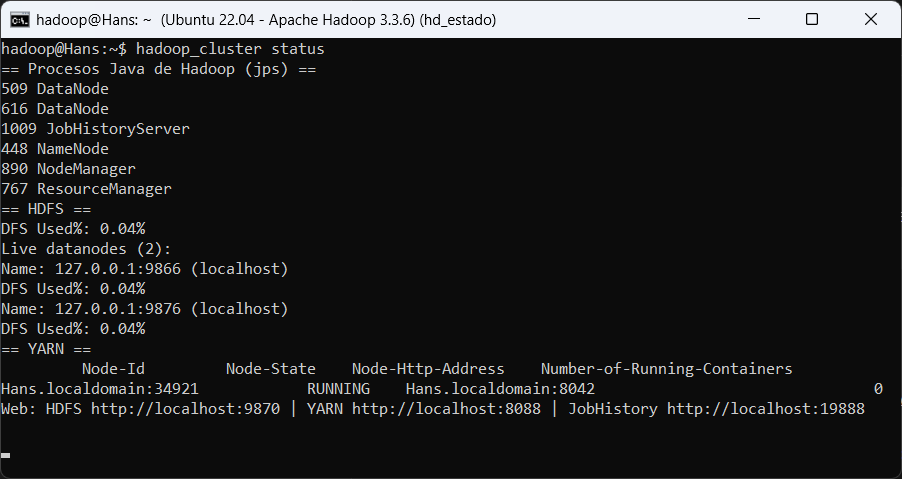 hadoop@Hans: ~ (Ubuntu 22.04 - Apache Hadoop 3.3.6) (hd_estado)
hadoop@Hans:~$ hadoop_cluster status
== Procesos Java de Hadoop (jps) ==
509 DataNode
616 DataNode
1009 JobHistoryServer
448 NameNode
890 NodeManager
767 ResourceManager
== HDFS ==
DFS Used%: 0.04%
Live datanodes (2):
Name: 127.0.0.1:9866 (localhost)
DFS Used%: 0.04%
Name: 127.0.0.1:9876 (localhost)
DFS Used%: 0.04%
== YARN ==
Node-Id Node-State Node-Http-Address Number-of-Running-Containers
Hans.localdomain:34921 RUNNING Hans.localdomain:8042 0
Web: HDFS http://localhost:9870 | YARN http://localhost:8088 | JobHistory http://localhost:19888